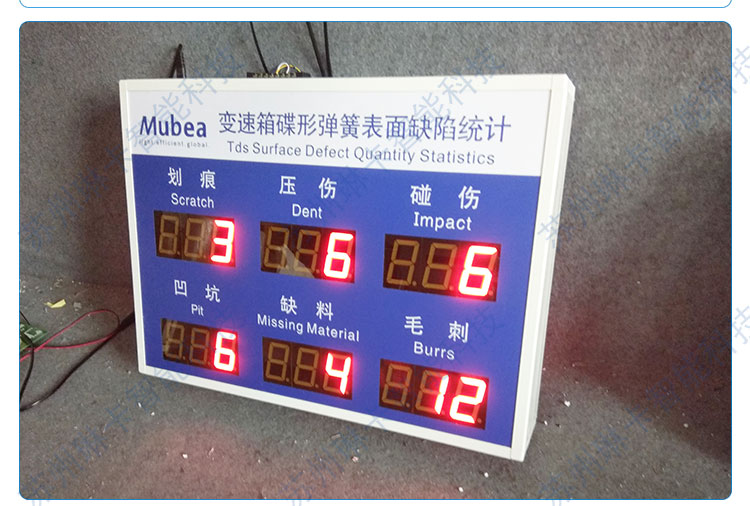 Mubea
变速箱碟形弹簧表面缺陷统计
Tds Surface Defect Quantity Statistics
划痕 压伤 碰伤
Scratch Dent Impact
3 6 6
凹坑 缺料 毛刺
Pit Missing Material Burrs
6 4 12